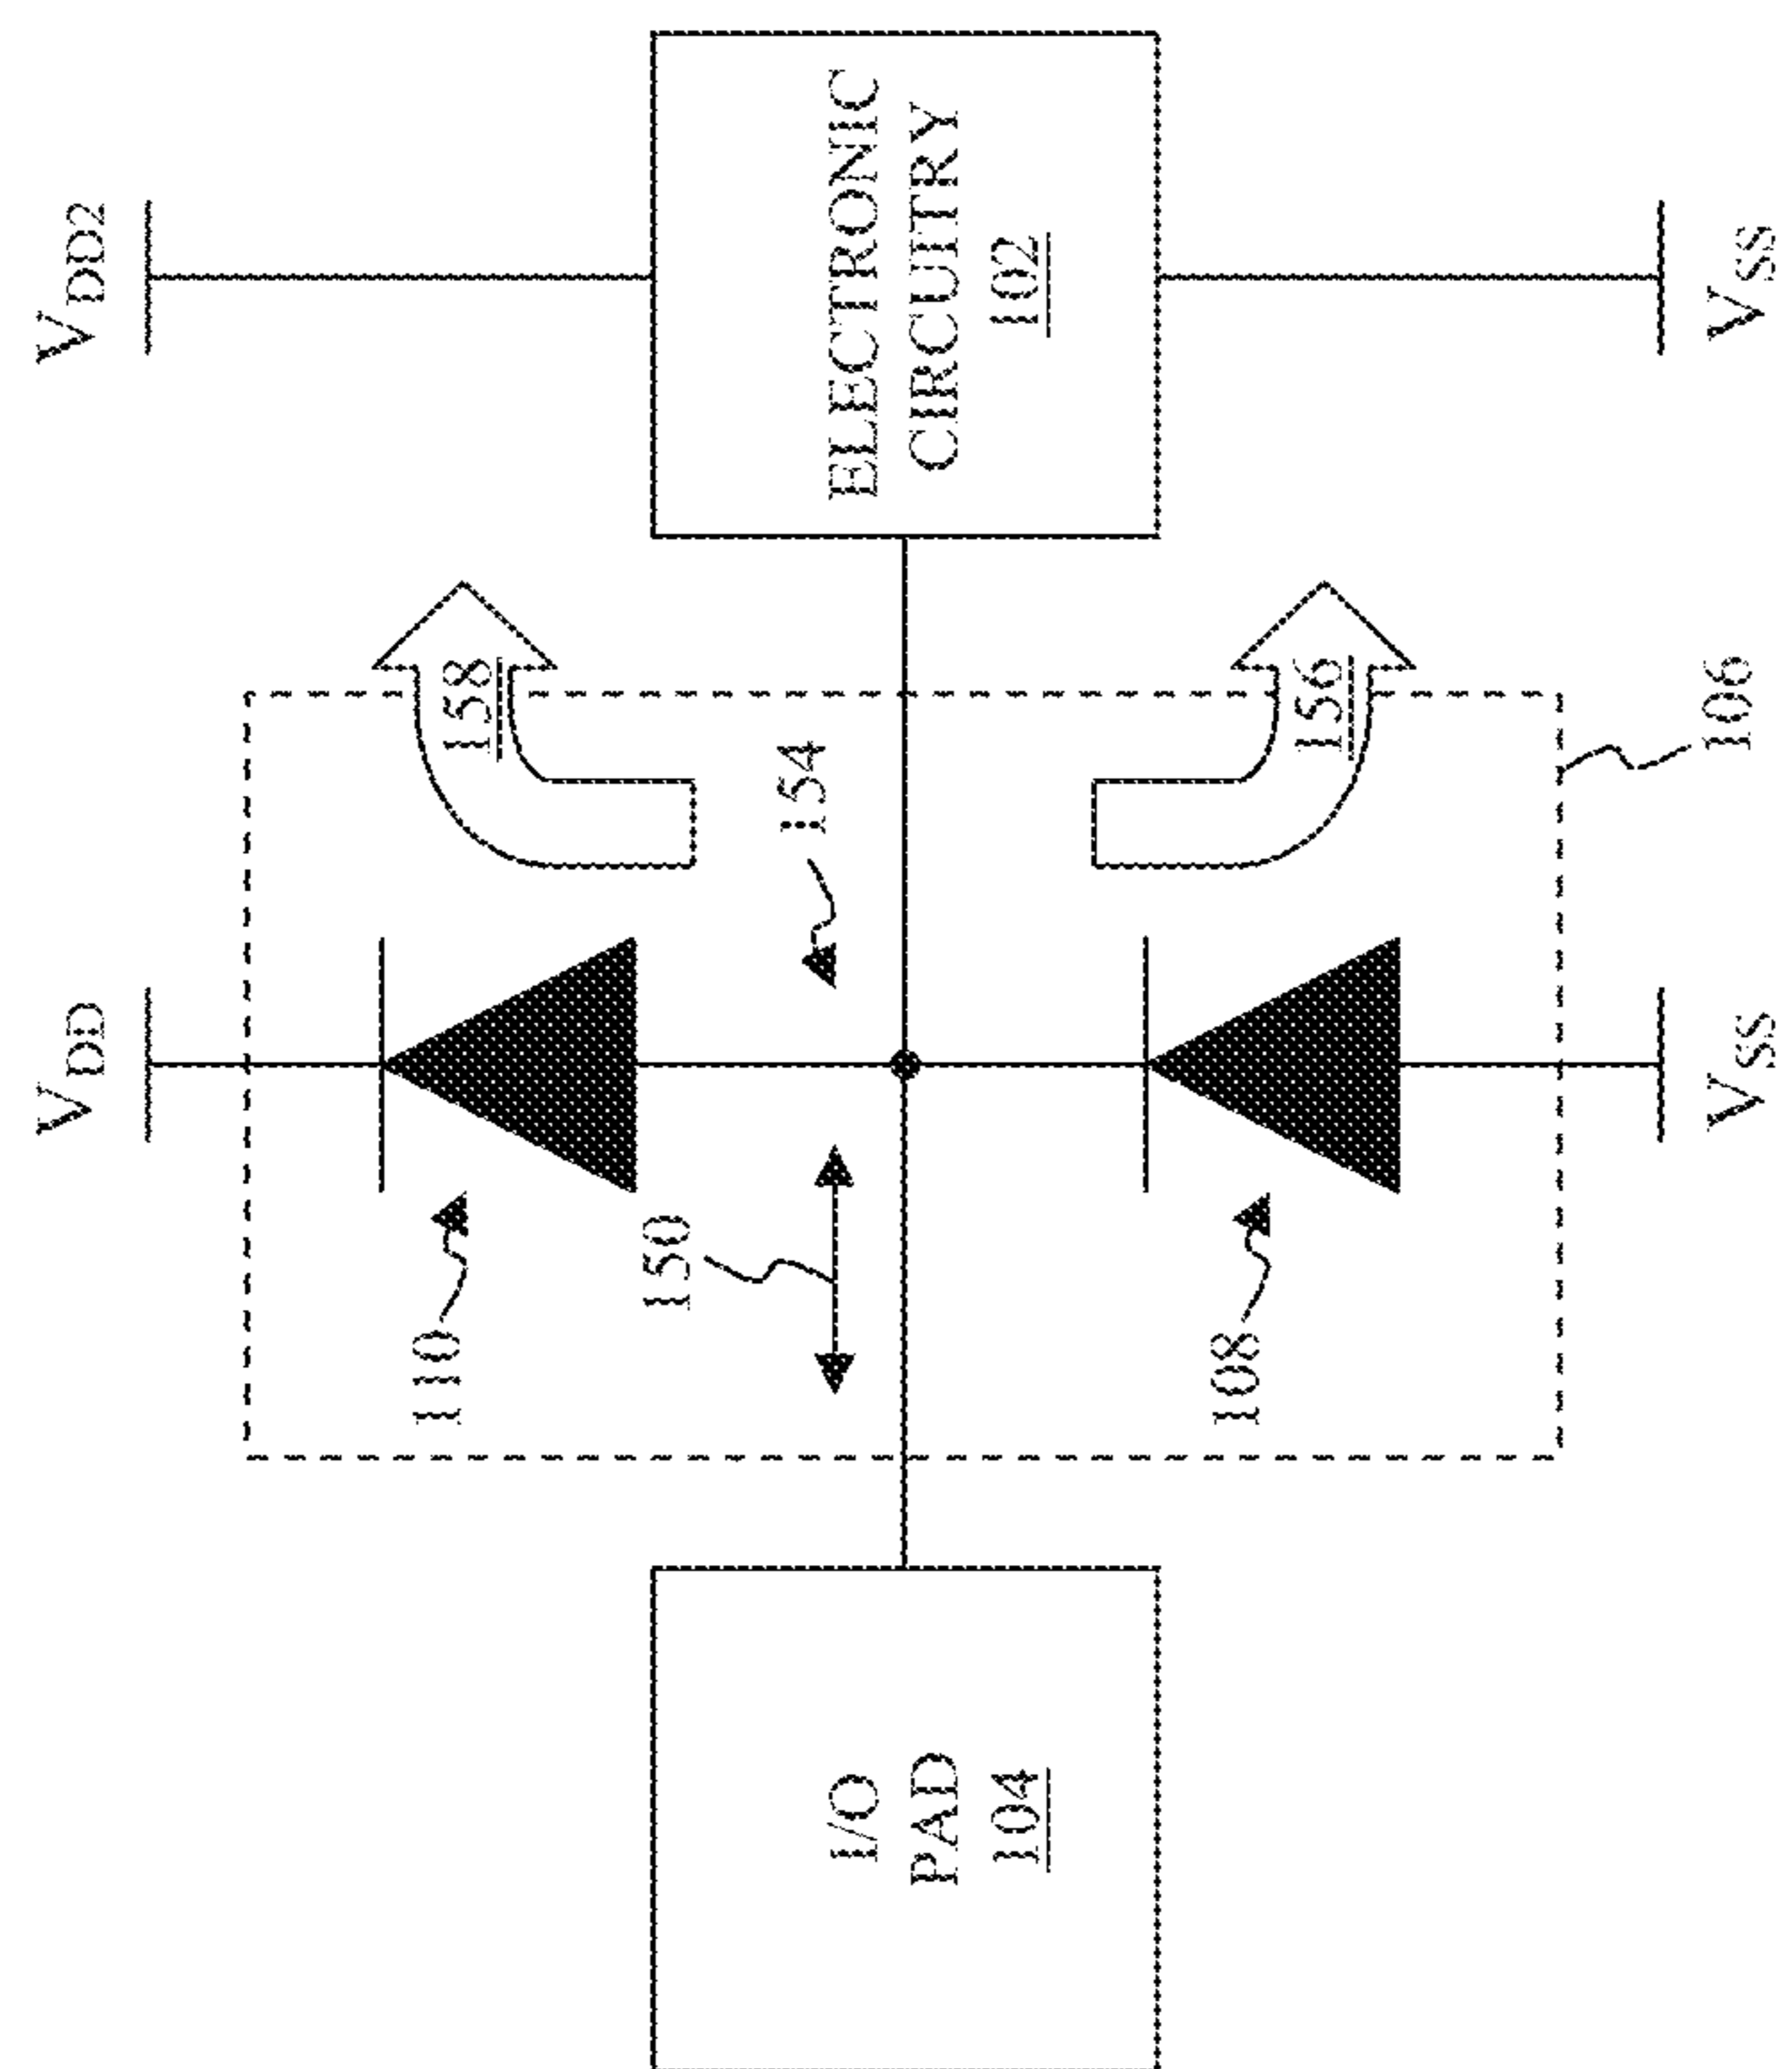 VDD
VDD2
110
158
150
154
I/O
PAD
104
ELECTRONIC
CIRCUITRY
102
108
156
106
VSS
VSS